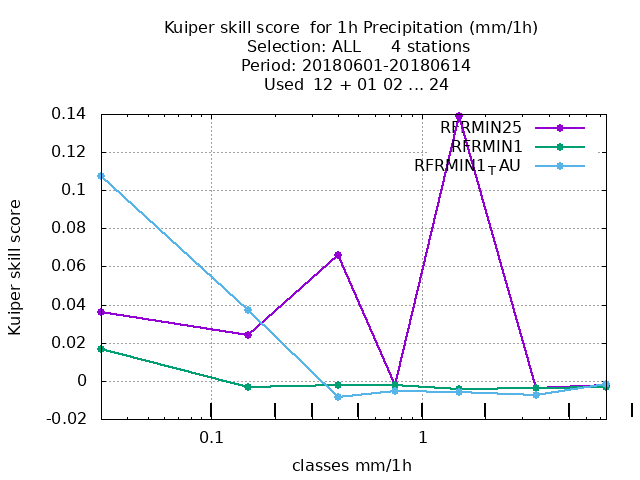 Kuiper skill score  for 1h Precipitation (mm/1h)
Selection: ALL      4 stations
Period: 20180601-20180614
Used  12 + 01 02 ... 24
RFRMIN25
RFRMIN1
RFRMIN1TAU
0.14
0.12
0.1
0.08
0.06
0.04
0.02
0
-0.02
Kuiper skill score
0.1
1
classes mm/1h